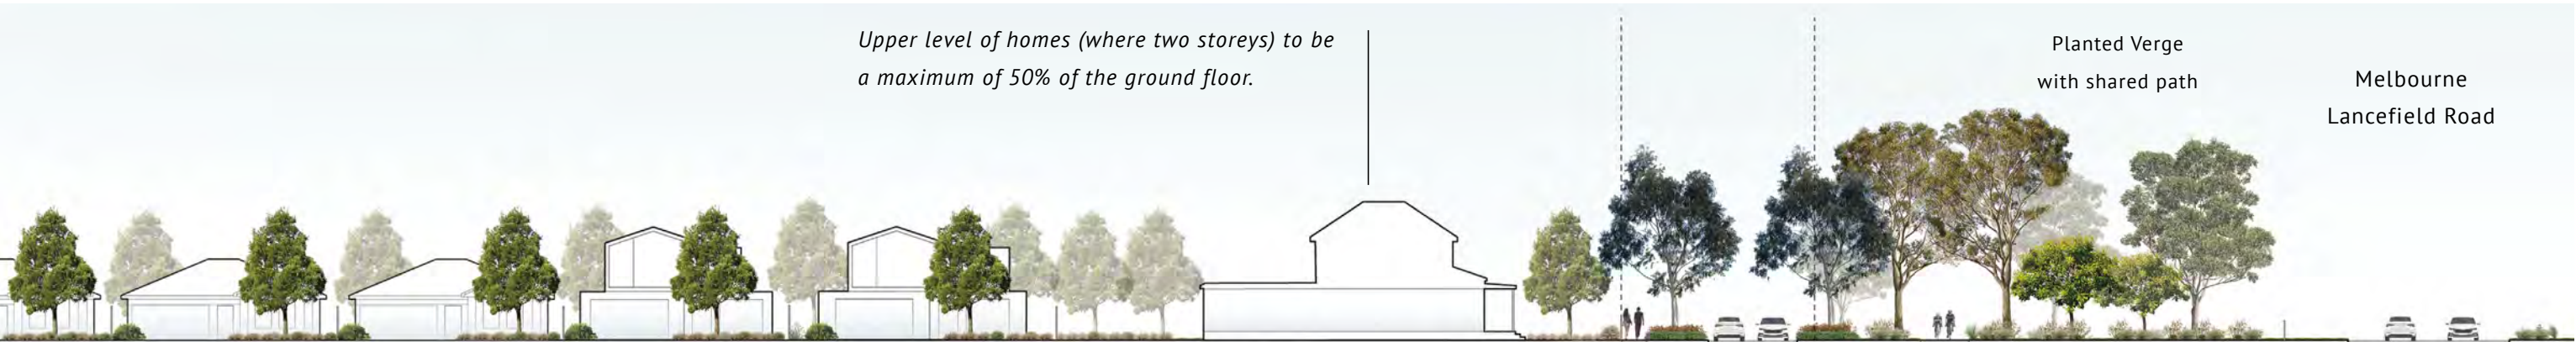 Upper level of homes (where two storeys) to be
a maximum of 50% of the ground floor.
Planted Verge
with shared path
Melbourne
Lancefield Road